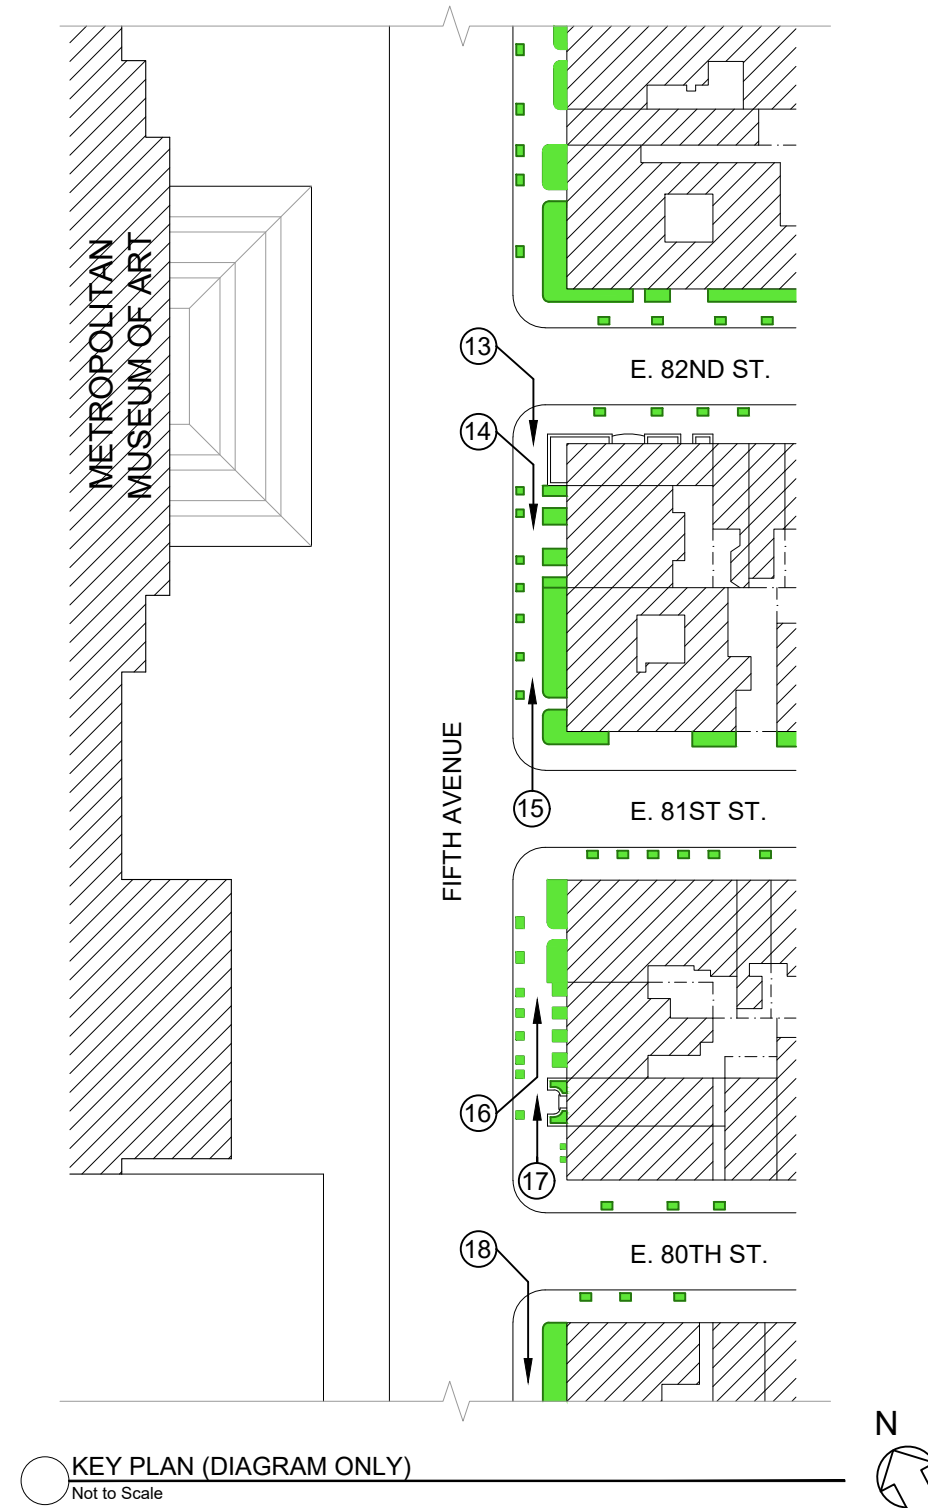 METROPOLITAN
MUSEUM OF ART
13
E. 82ND ST.
14
FIFTH AVENUE
15
E. 81ST ST.
16
17
18
E. 80TH ST.
N
KEY PLAN (DIAGRAM ONLY)
Not to Scale